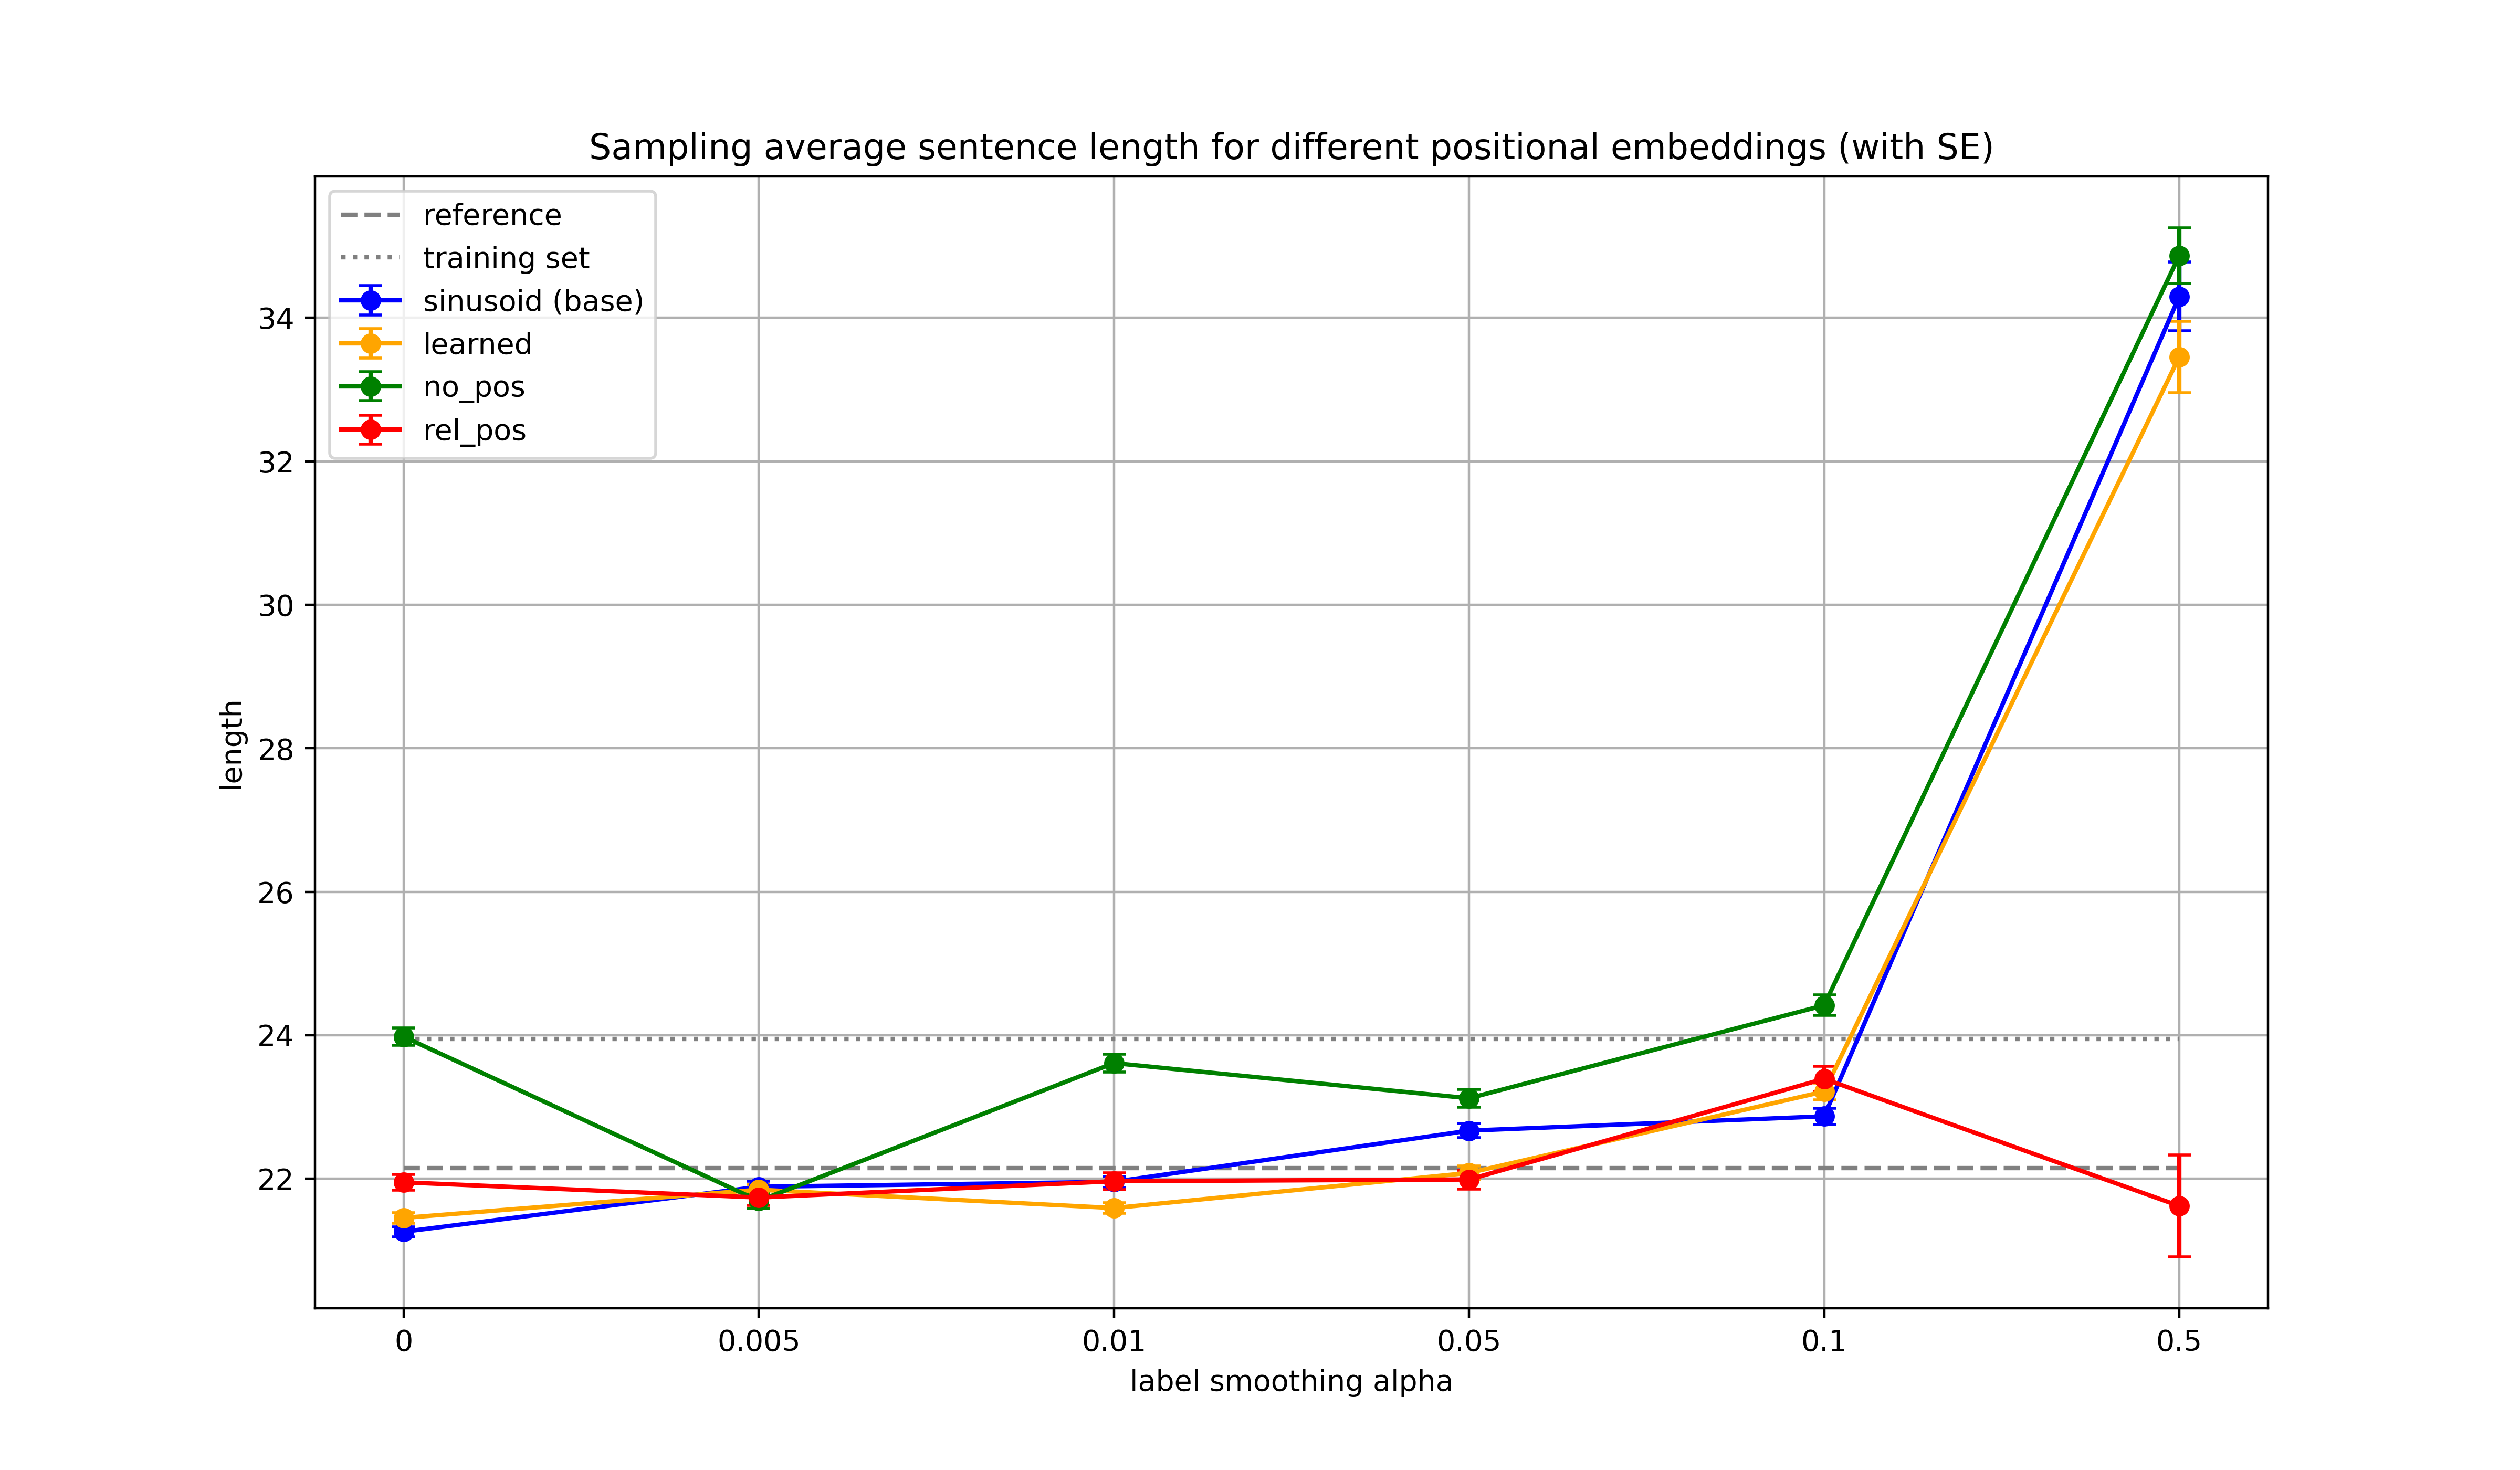 Sampling average sentence length for different positional embeddings (with SE)
reference
training set
sinusoid (base)
learned
no_pos
rel_pos
length
34
32
30
28
26
24
22
0
0.005
0.01
0.05
0.1
0.5
label smoothing alpha